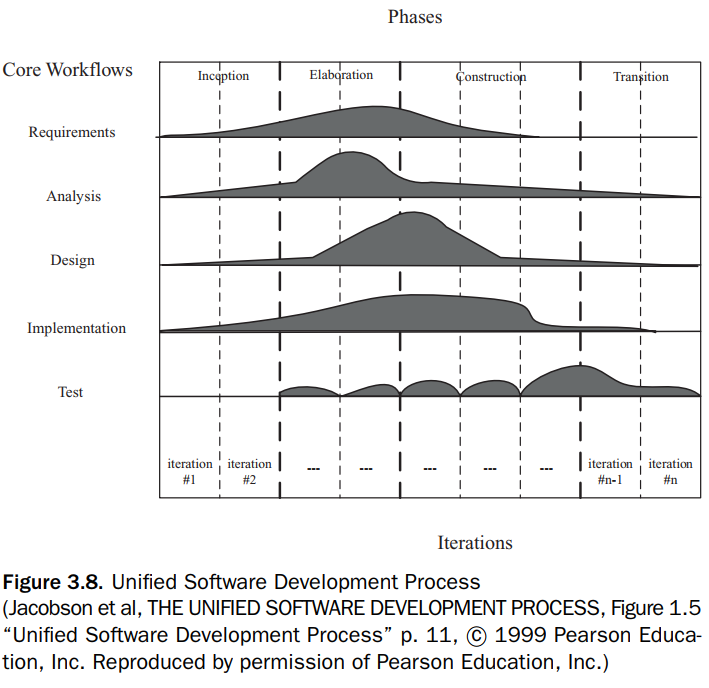 Phases
Core Workflows
Inception
Elaboration
Construction
Transition
Requirements
Analysis
Design
Implementation
Test
iteration
#1
iteration
#2
---
---
---
---
---
iteration
#n-1
iteration
#n
Iterations
Figure 3.8. Unified Software Development Process
(Jacobson et al, THE UNIFIED SOFTWARE DEVELOPMENT PROCESS, Figure 1.5
“Unified Software Development Process” p. 11, © 1999 Pearson Educa-
tion, Inc. Reproduced by permission of Pearson Education, Inc.)